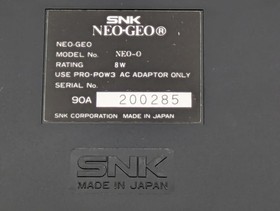 SNK
NEO·GEO®
NEO-GEO
MODEL No. NEO-0
RATING 8W
USE PRO-POW3 AC ADAPTOR ONLY
SERIAL No.
90A 200285
SNK CORPORATION MADE IN JAPAN
SNK
MADE IN JAPAN